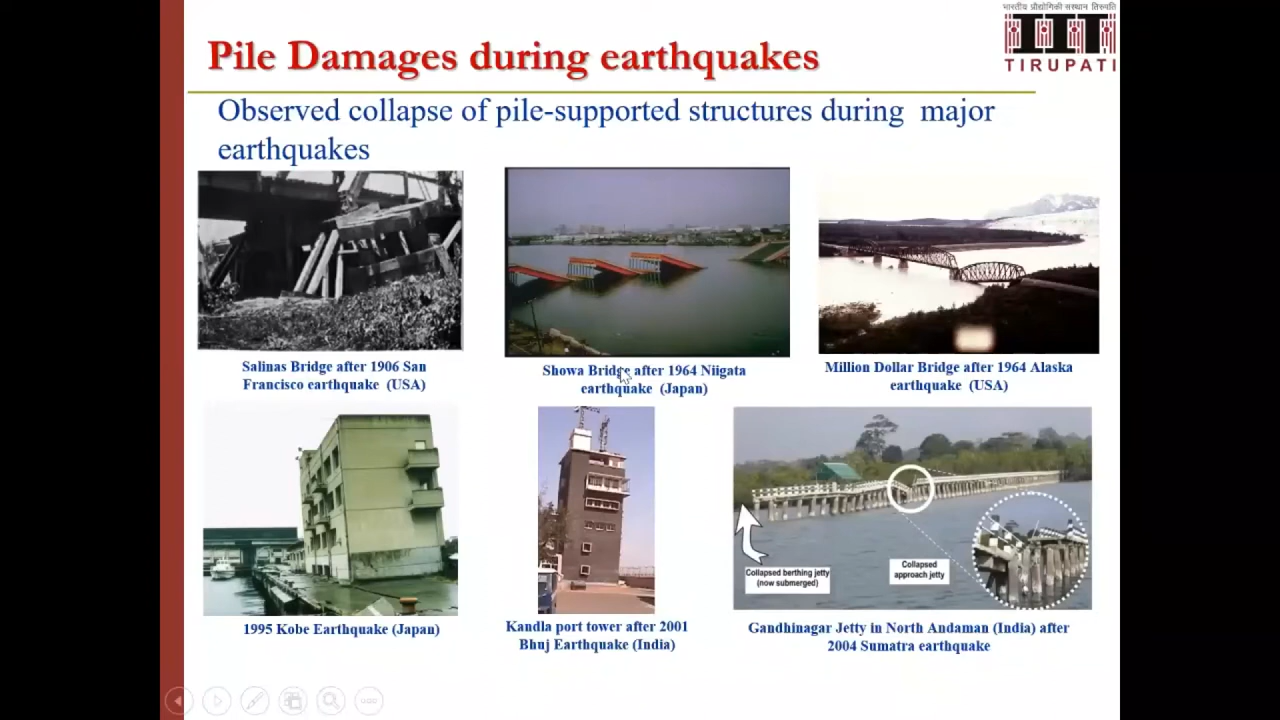 भारतीय प्रौद्योगिकी संस्थान तिरुपति
TIRUPATI
Pile Damages during earthquakes
Observed collapse of pile-supported structures during major
earthquakes
Salinas Bridge after 1906 San
Francisco earthquake (USA)
Showa Bridge after 1964 Niigata
earthquake (Japan)
Million Dollar Bridge after 1964 Alaska
earthquake (USA)
Collapsed berthing jetty
(now submerged)
Collapsed
approach jetty
1995 Kobe Earthquake (Japan)
Kandla port tower after 2001
Bhuj Earthquake (India)
Gandhinagar Jetty in North Andaman (India) after
2004 Sumatra earthquake